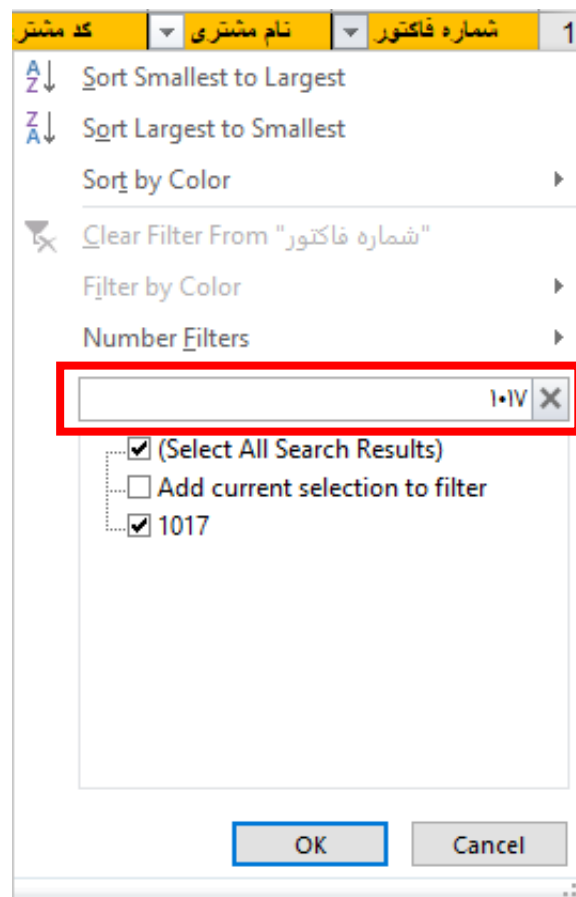 1 شماره فاکتور نام مشتری کد مشتر
Sort Smallest to Largest
Sort Largest to Smallest
Sort by Color
Clear Filter From "شماره فاکتور"
Filter by Color
Number Filters
۱۰۱۷
(Select All Search Results)
Add current selection to filter
1017
OK Cancel